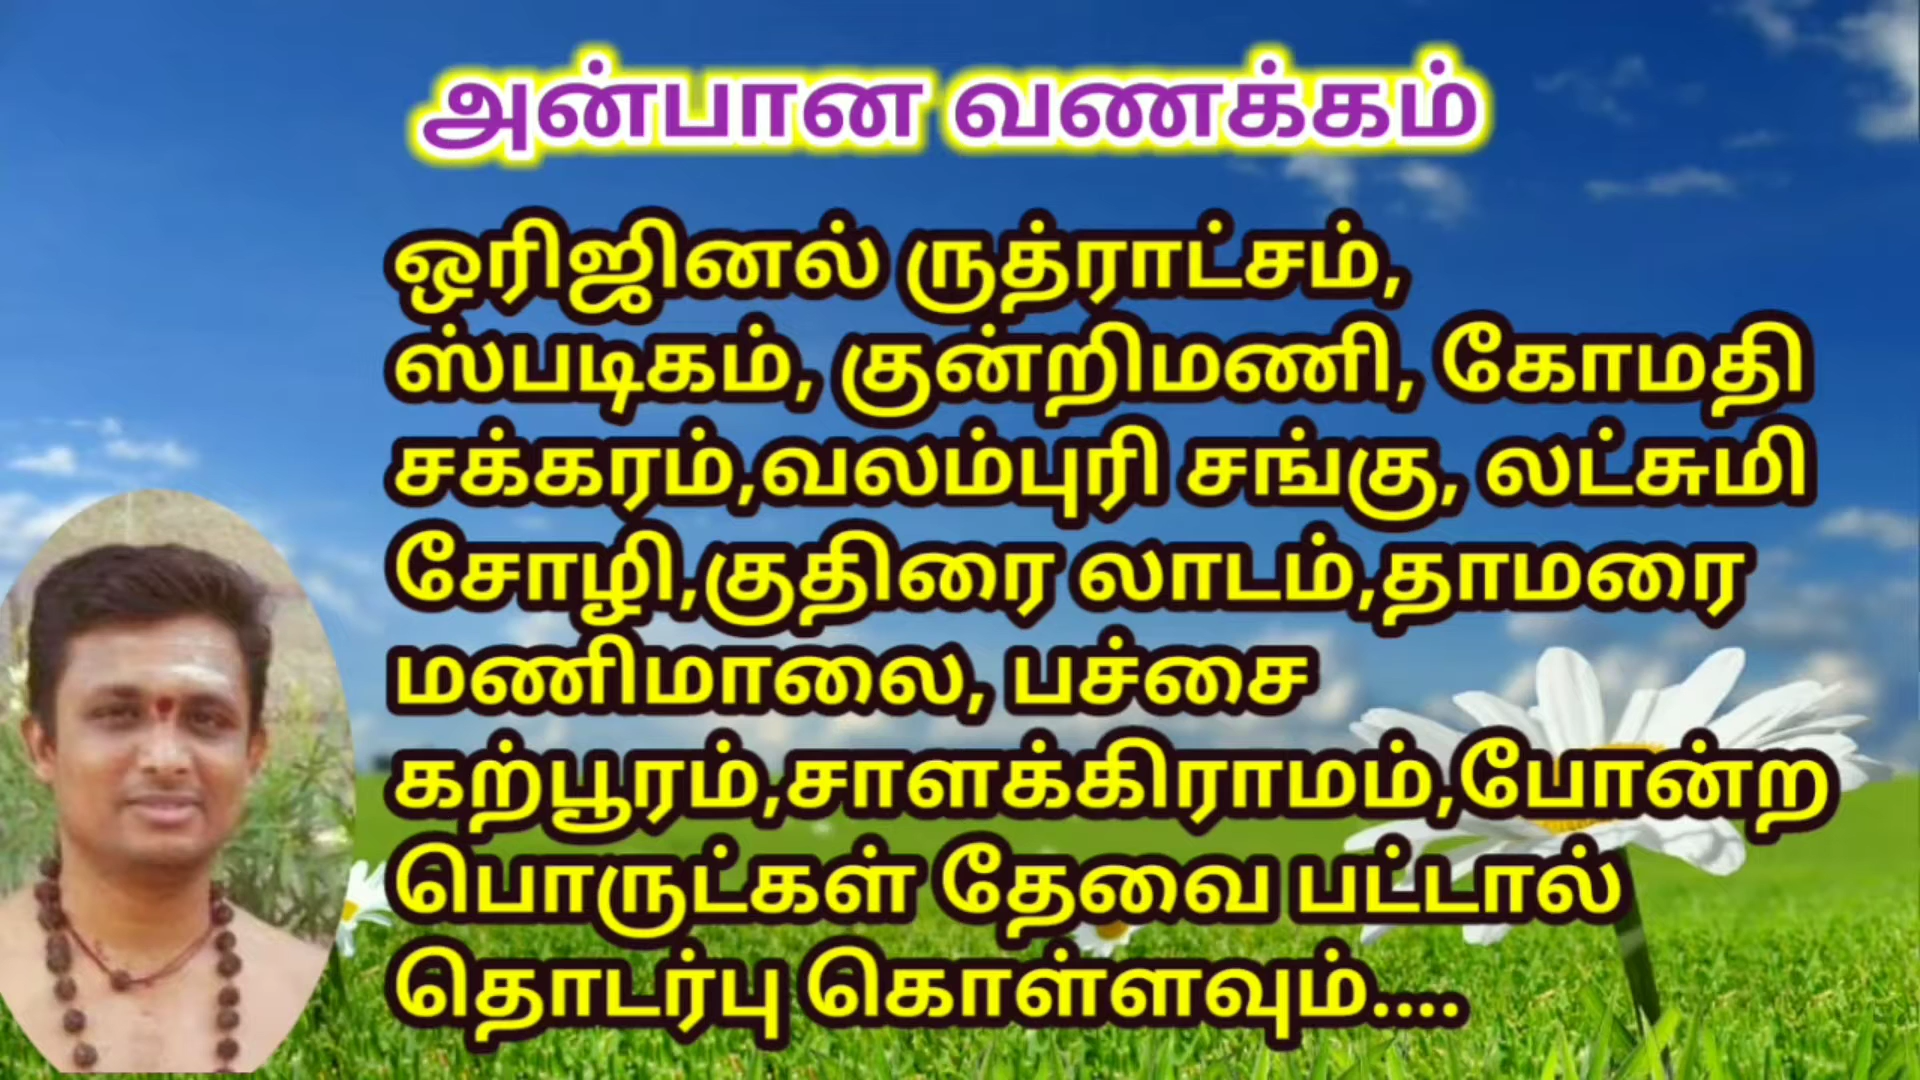 அன்பான வணக்கம்
ஒரிஜினல் ருத்ராட்சம்,
ஸ்படிகம், குன்றிமணி, கோமதி
சக்கரம்,வலம்புரி சங்கு, லட்சுமி
சோழி,குதிரை லாடம்,தாமரை
மணிமாலை, பச்சை
கற்பூரம்,சாளக்கிராமம்,போன்ற
பொருட்கள் தேவை பட்டால்
தொடர்பு கொள்ளவும்....